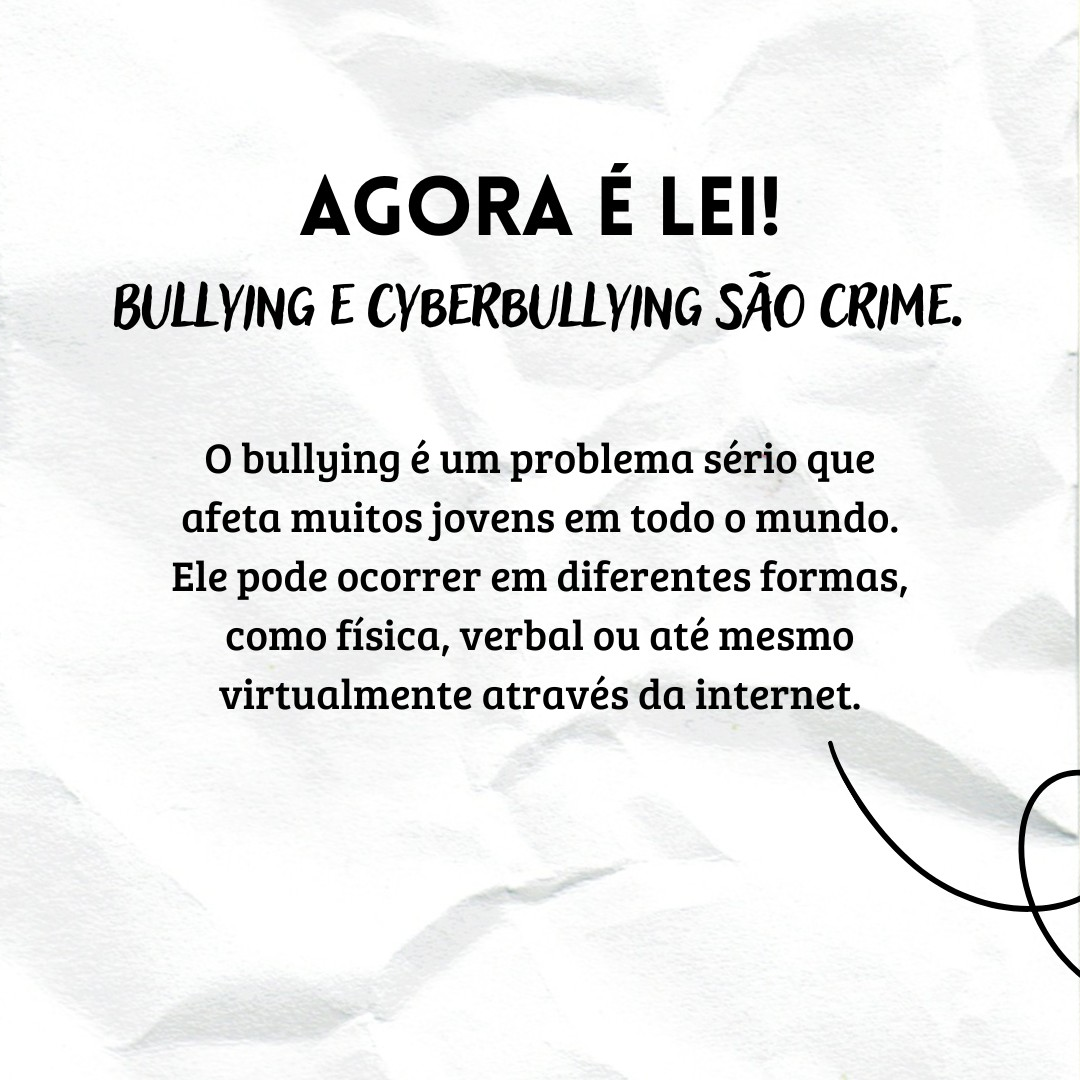 AGORA É LEI!
BULLYING E CYBERBULLYING SÃO CRIME.
O bullying é um problema sério que
afeta muitos jovens em todo o mundo.
Ele pode ocorrer em diferentes formas,
como física, verbal ou até mesmo
virtualmente através da internet.